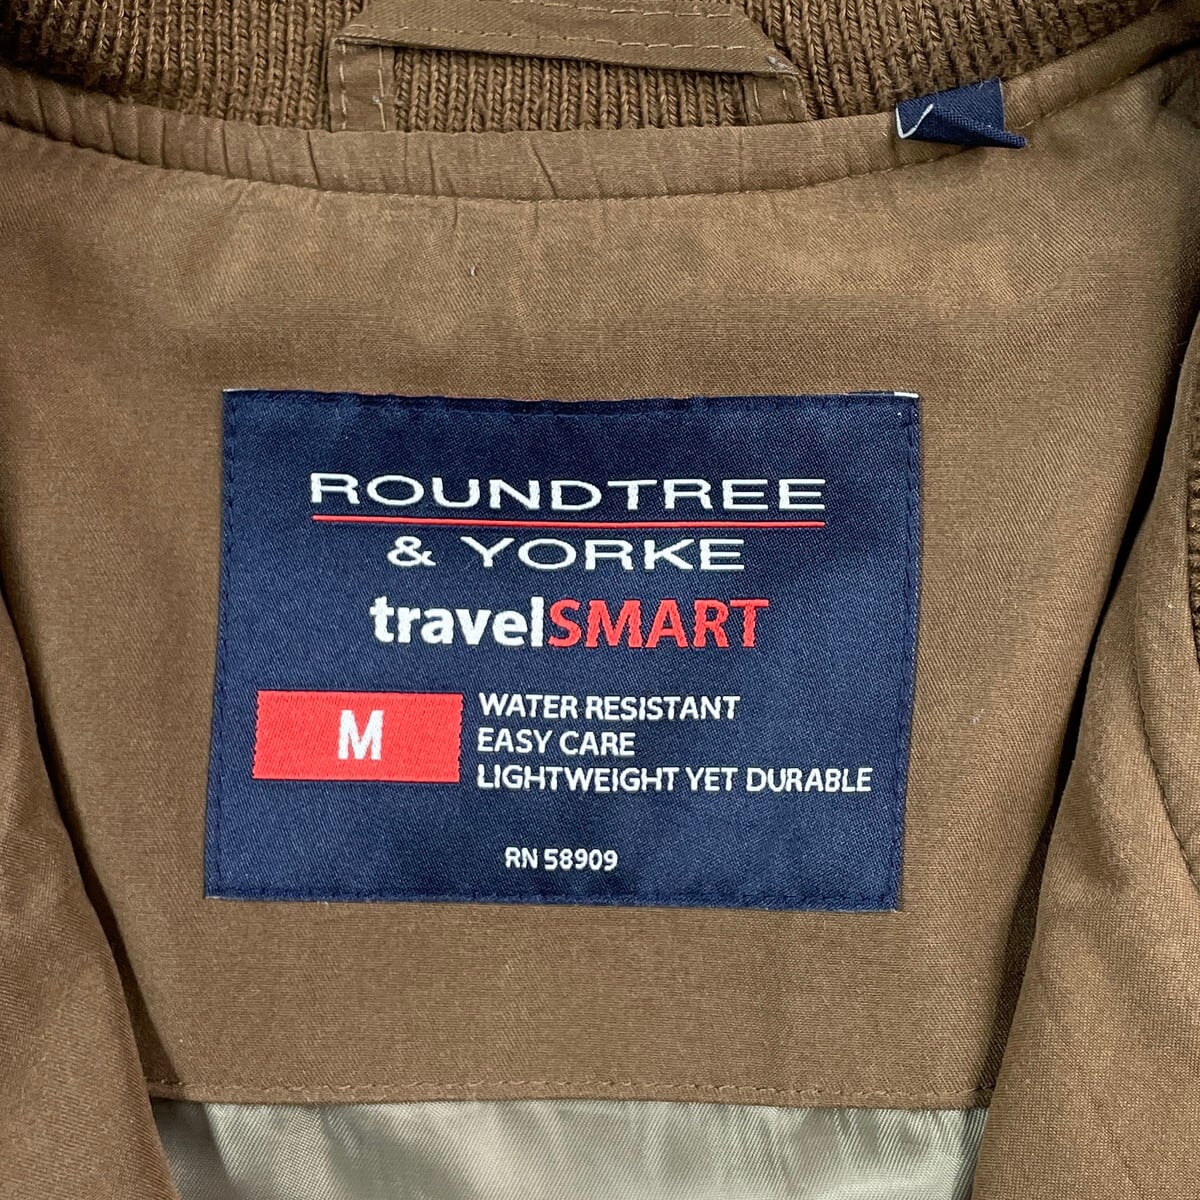 ROUNDTREE
& YORKE
travelSMART
M
WATER RESISTANT
EASY CARE
LIGHTWEIGHT YET DURABLE
RN 58909